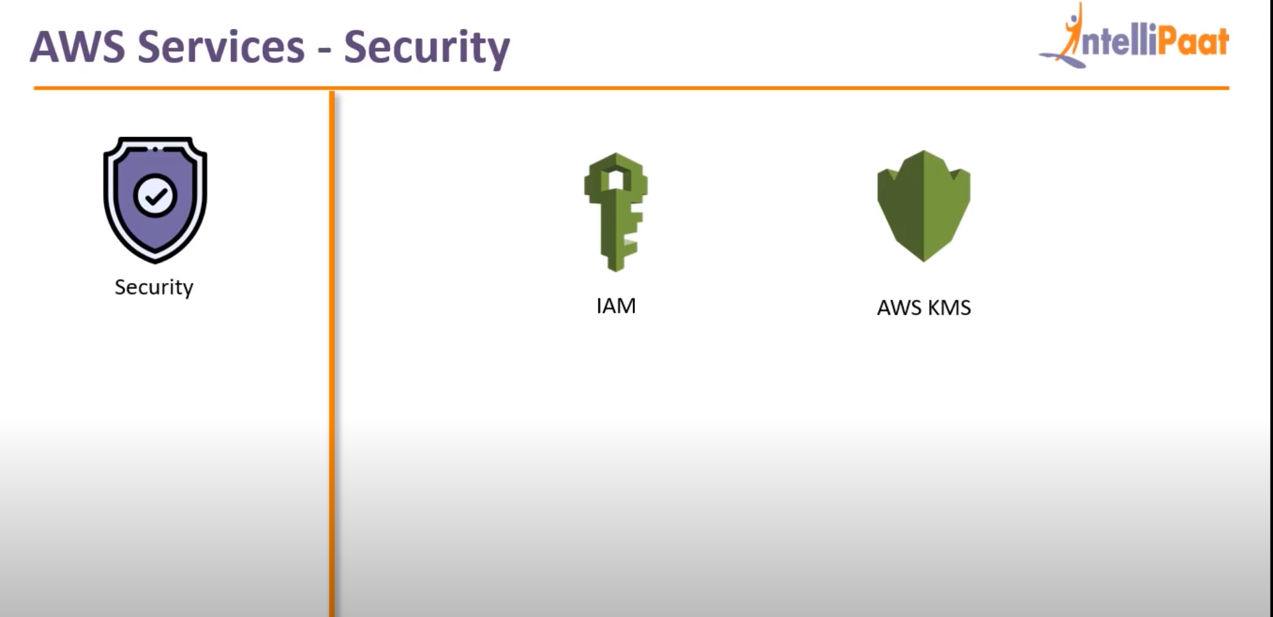 AWS Services - Security
IntelliPaat
Security
IAM
AWS KMS